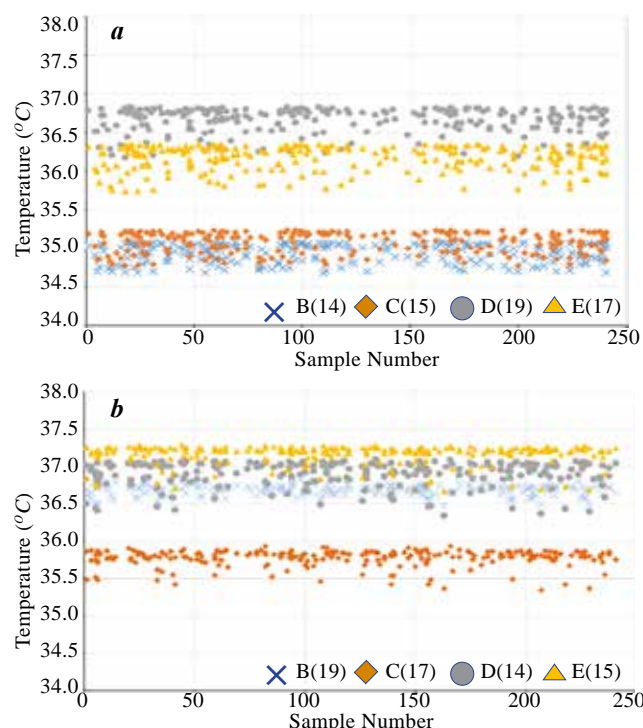 a
38.0
37.5
37.0
36.5
36.0
35.5
35.0
34.5
34.0
Temperature (°C)
B(14) C(15) D(19) E(17)
0 50 100 150 200 250
Sample Number
b
38.0
37.5
37.0
36.5
36.0
35.5
35.0
34.5
34.0
Temperature (°C)
B(19) C(17) D(14) E(15)
0 50 100 150 200 250
Sample Number